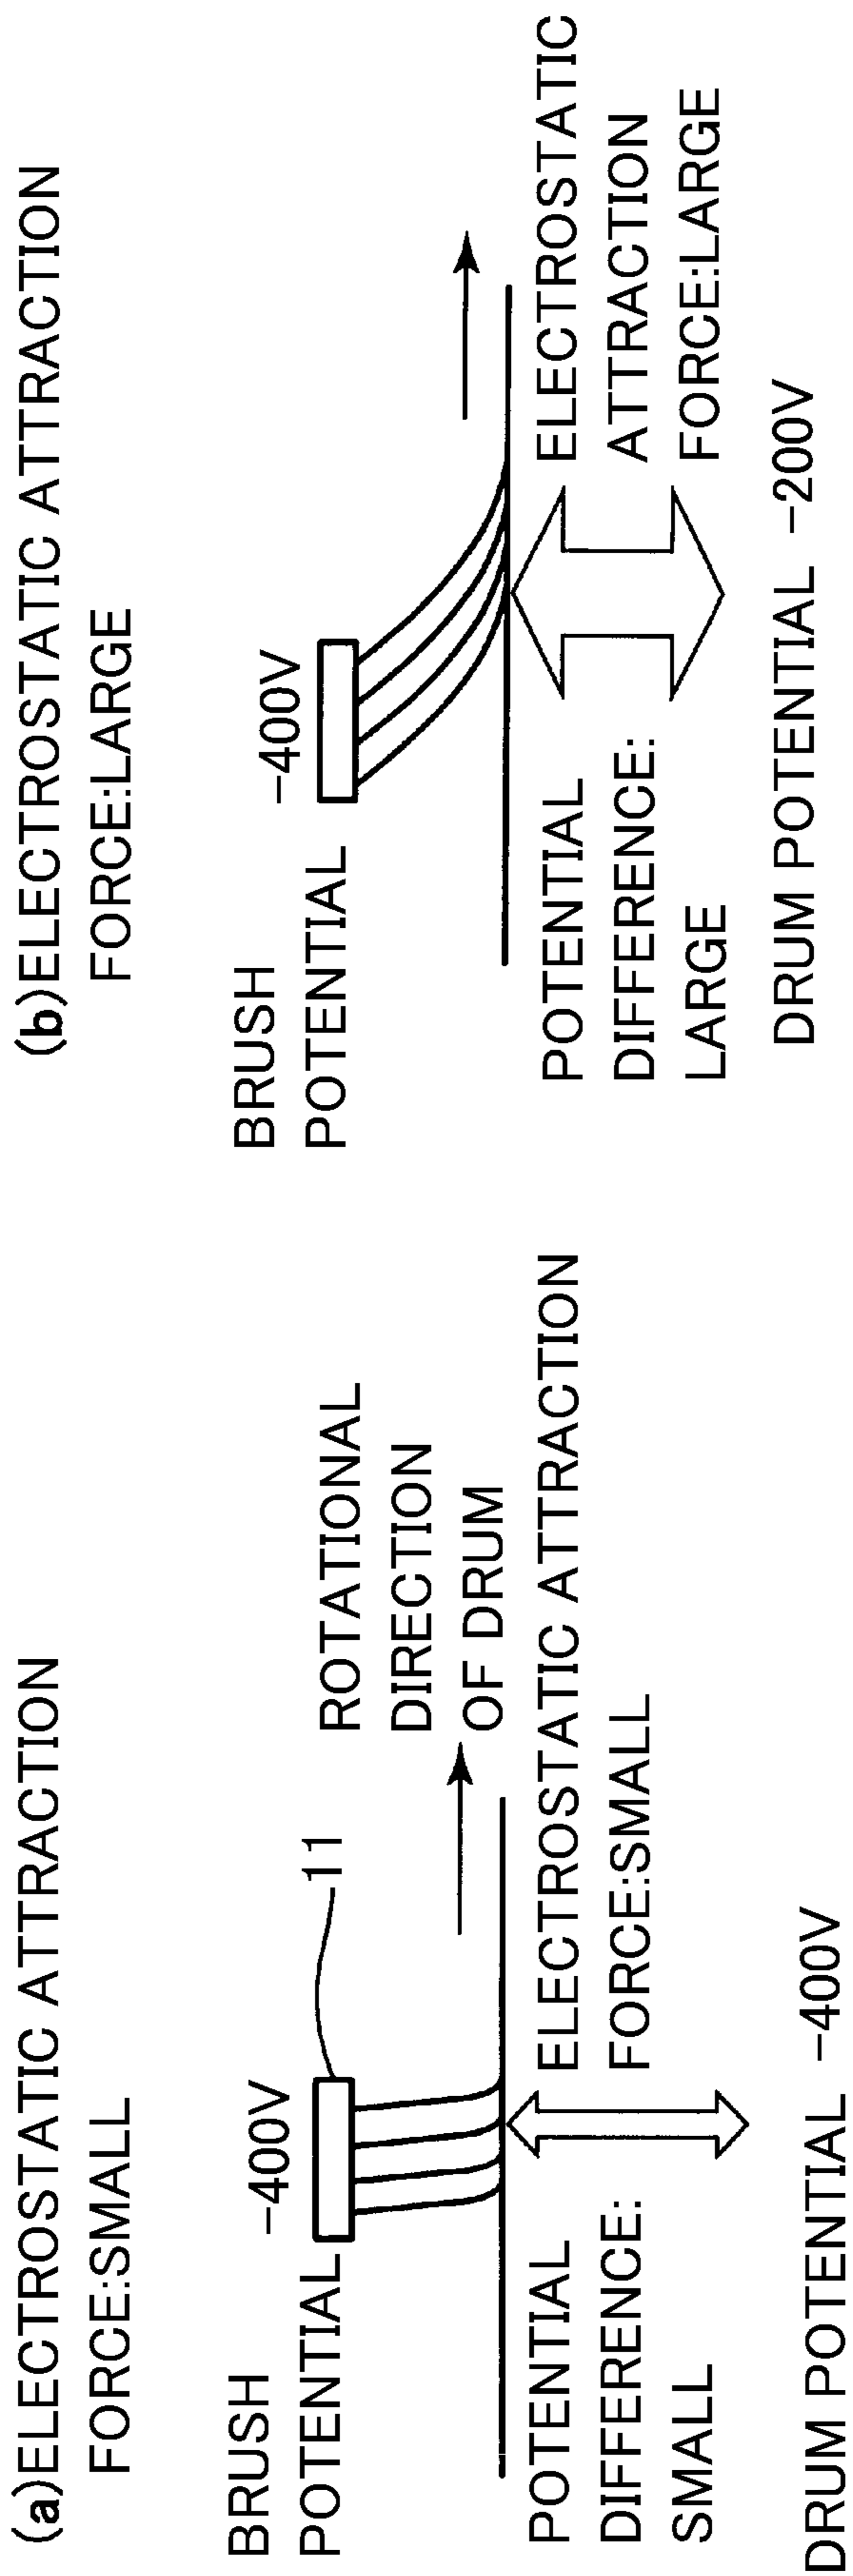 (a)ELECTROSTATIC ATTRACTION
FORCE:SMALL
BRUSH
POTENTIAL
−400V
11
ROTATIONAL
DIRECTION
OF DRUM
POTENTIAL
DIFFERENCE:
SMALL
ELECTROSTATIC ATTRACTION
FORCE:SMALL
DRUM POTENTIAL −400V
(b)ELECTROSTATIC ATTRACTION
FORCE:LARGE
BRUSH
POTENTIAL
−400V
POTENTIAL
DIFFERENCE:
LARGE
ELECTROSTATIC
ATTRACTION
FORCE:LARGE
DRUM POTENTIAL −200V